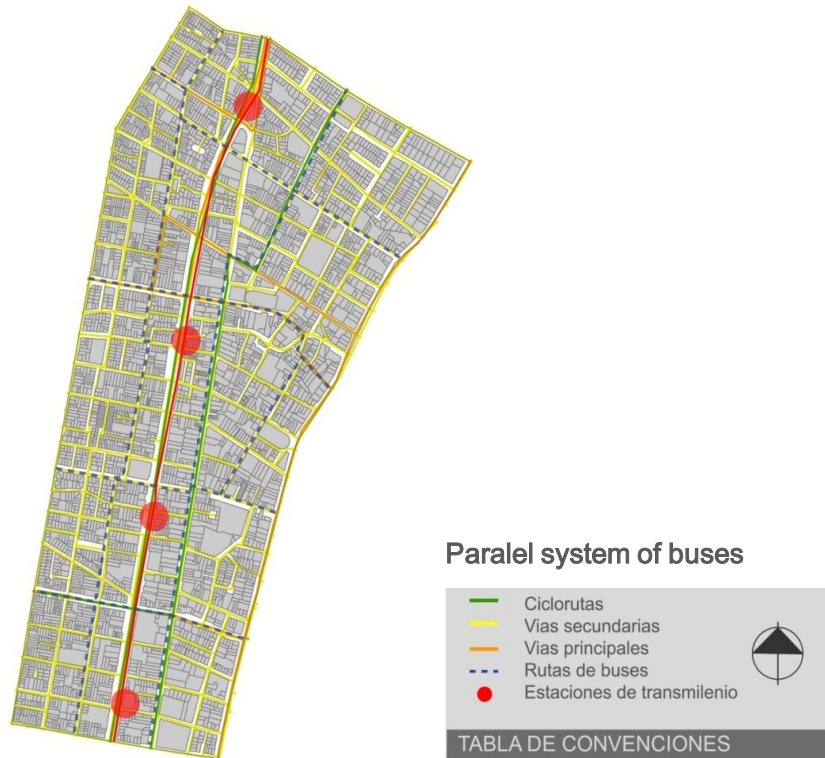 Paralel system of buses
Ciclorutas
Vias secundarias
Vias principales
Rutas de buses
Estaciones de transmilenio
TABLA DE CONVENCIONES